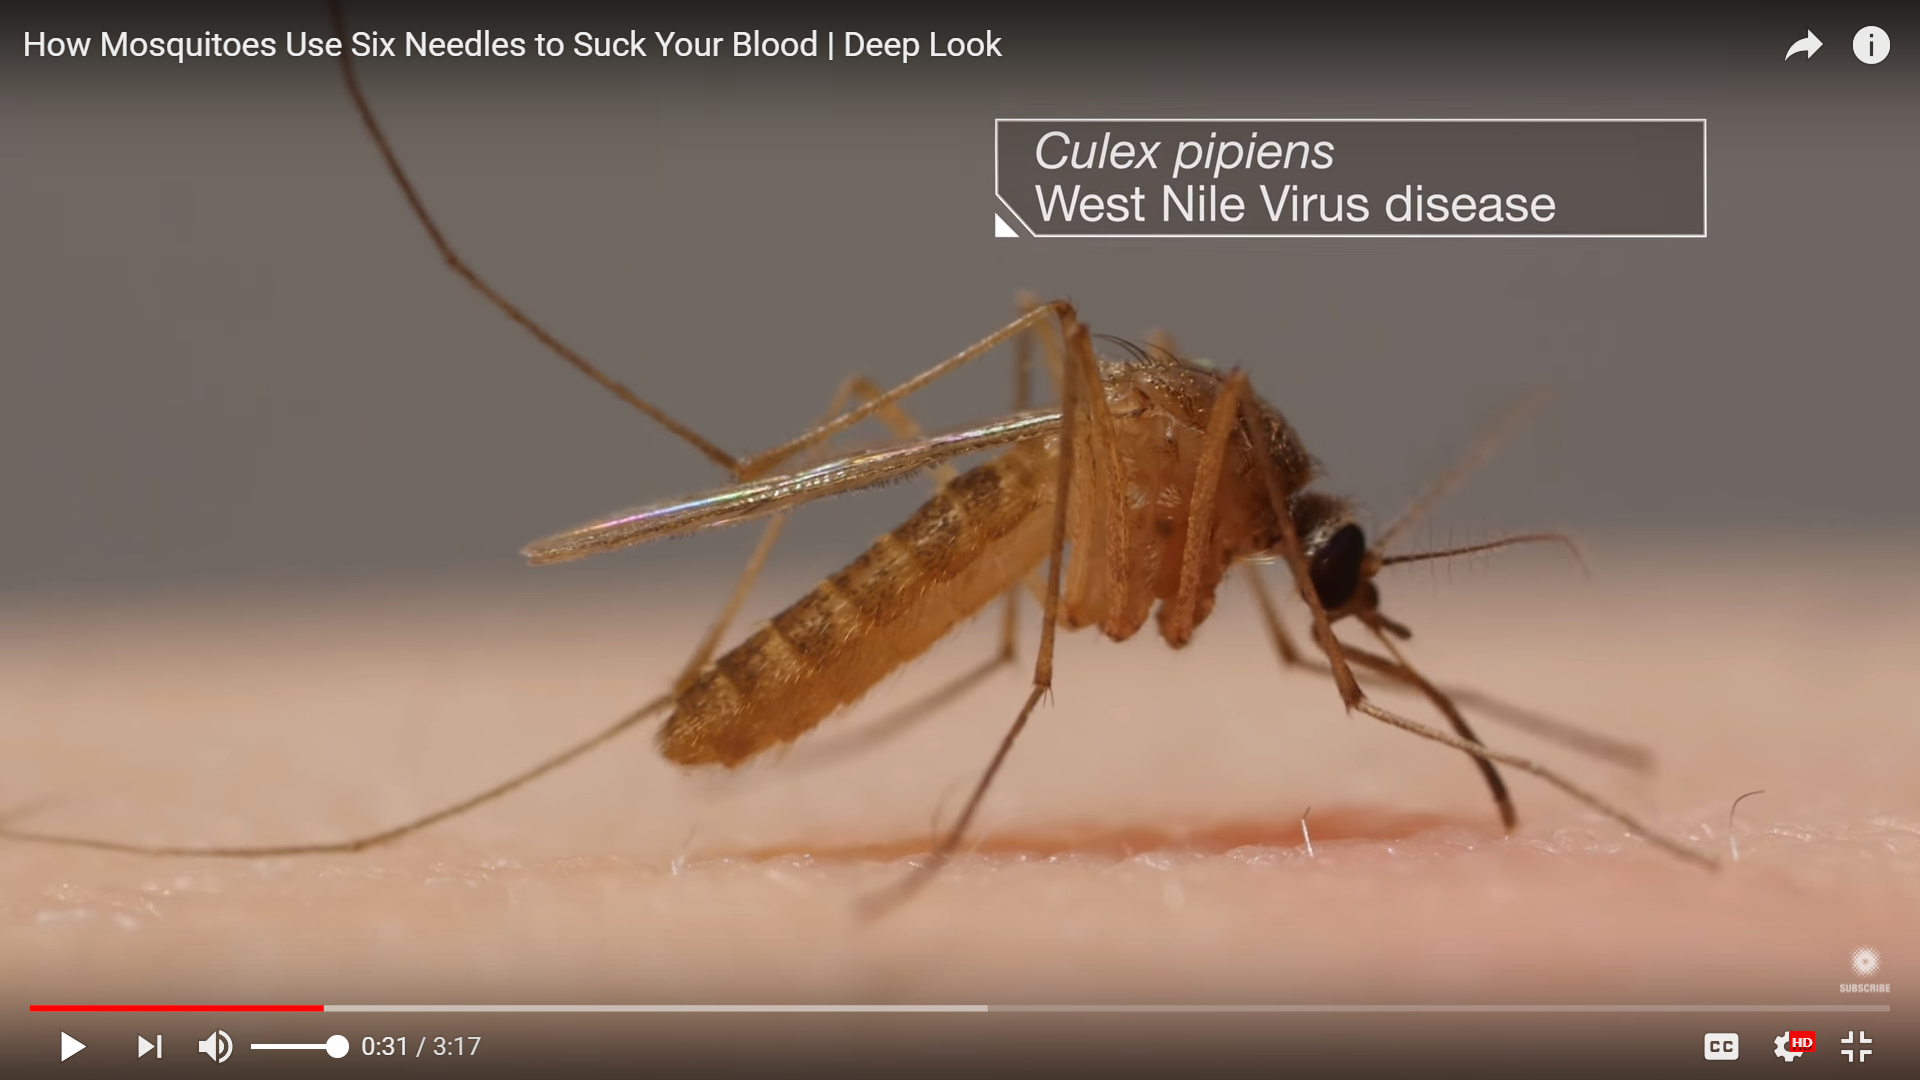 How Mosquitoes Use Six Needles to Suck Your Blood | Deep Look
Culex pipiens
West Nile Virus disease
SUBSCRIBE
0:31 / 3:17
CC
HD